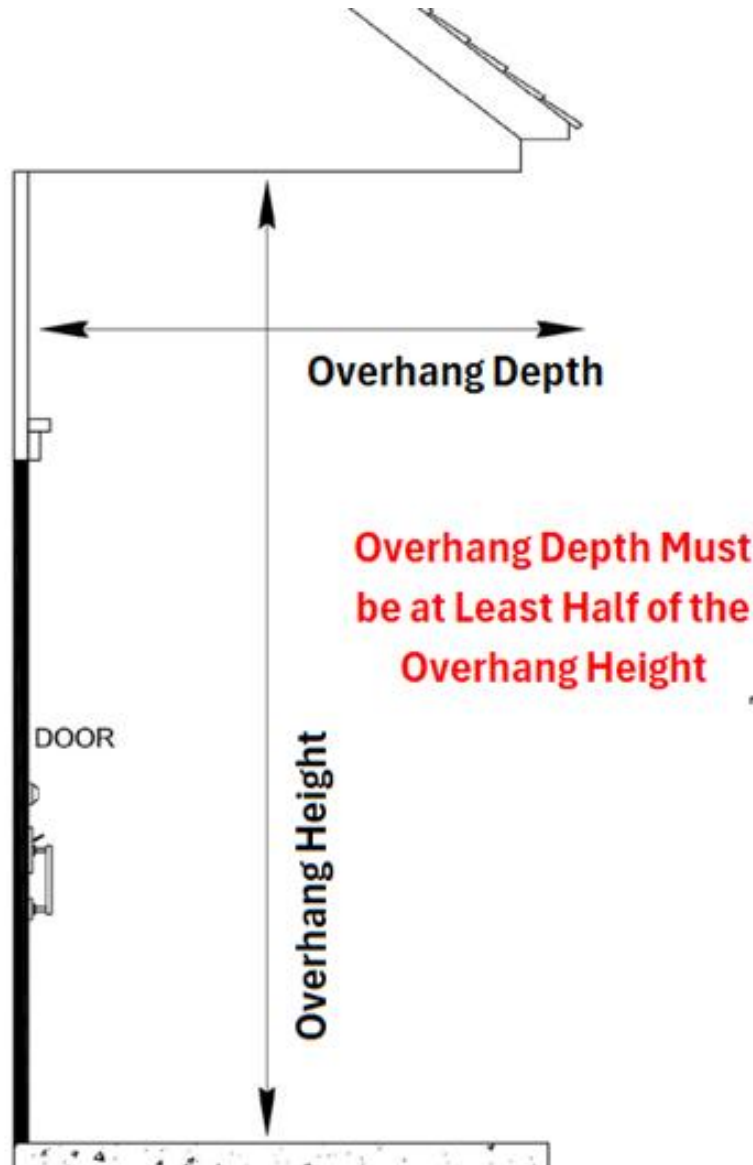 Overhang Depth
Overhang Depth Must
be at Least Half of the
Overhang Height
DOOR
Overhang Height